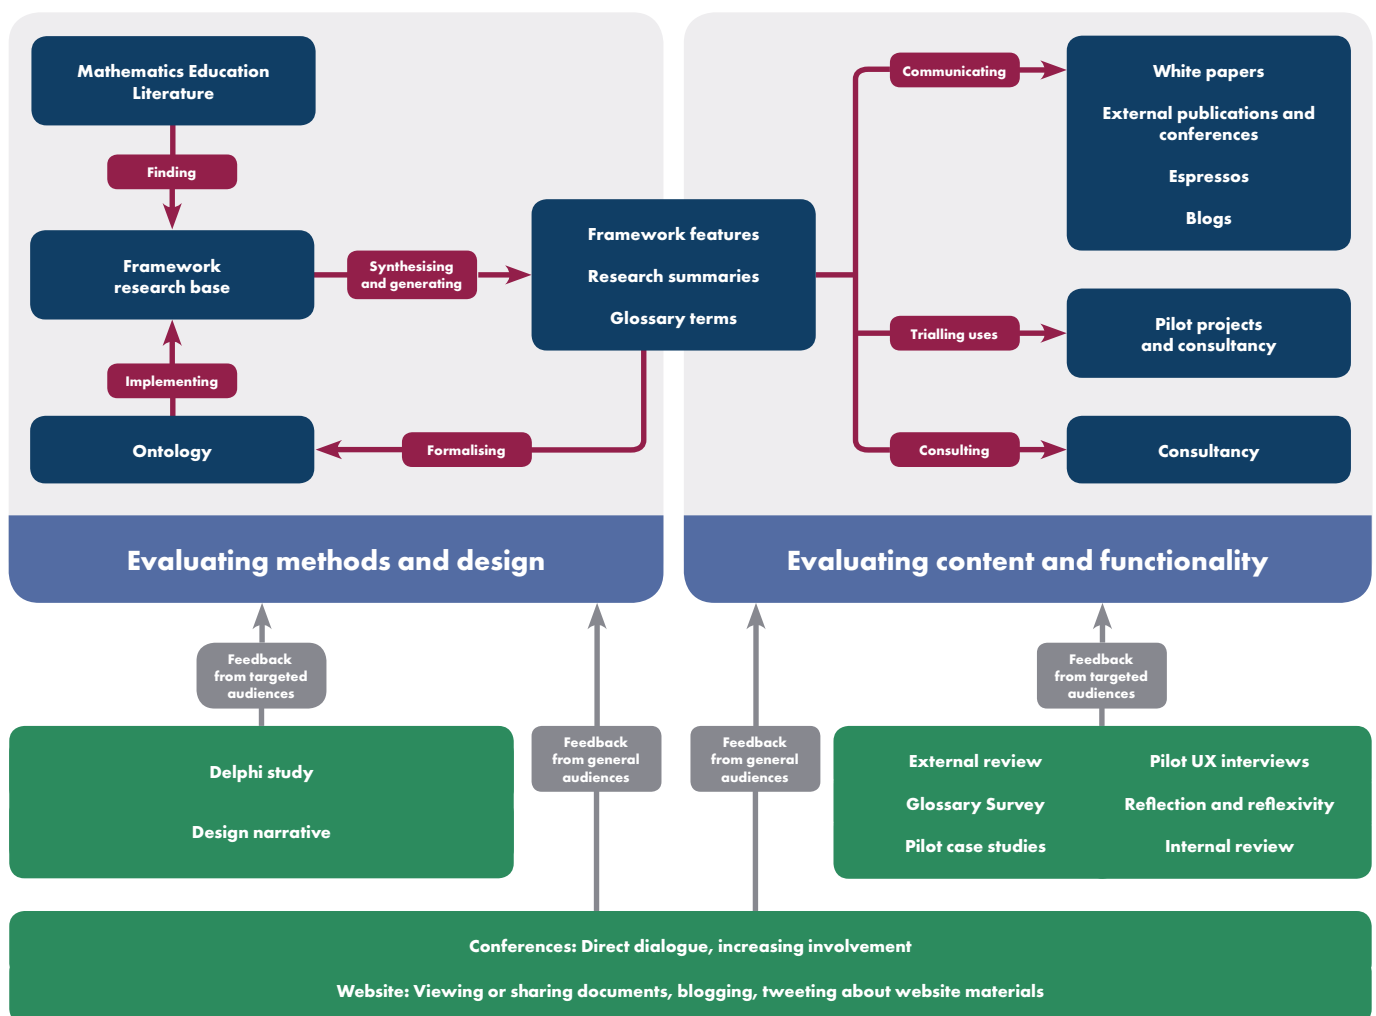 Mathematics Education
Literature
Finding
Framework
research base
Implementing
Ontology
Synthesising
and generating
Framework features
Research summaries
Glossary terms
Formalising
Communicating
White papers
External publications and
conferences
Espressos
Blogs
Trialling uses
Pilot projects
and consultancy
Consulting
Consultancy
Evaluating methods and design
Evaluating content and functionality
Feedback
from targeted
audiences
Feedback
from general
audiences
Feedback
from general
audiences
Feedback
from targeted
audiences
Delphi study
Design narrative
External review
Glossary Survey
Pilot case studies
Pilot UX interviews
Reflection and reflexivity
Internal review
Conferences: Direct dialogue, increasing involvement
Website: Viewing or sharing documents, blogging, tweeting about website materials